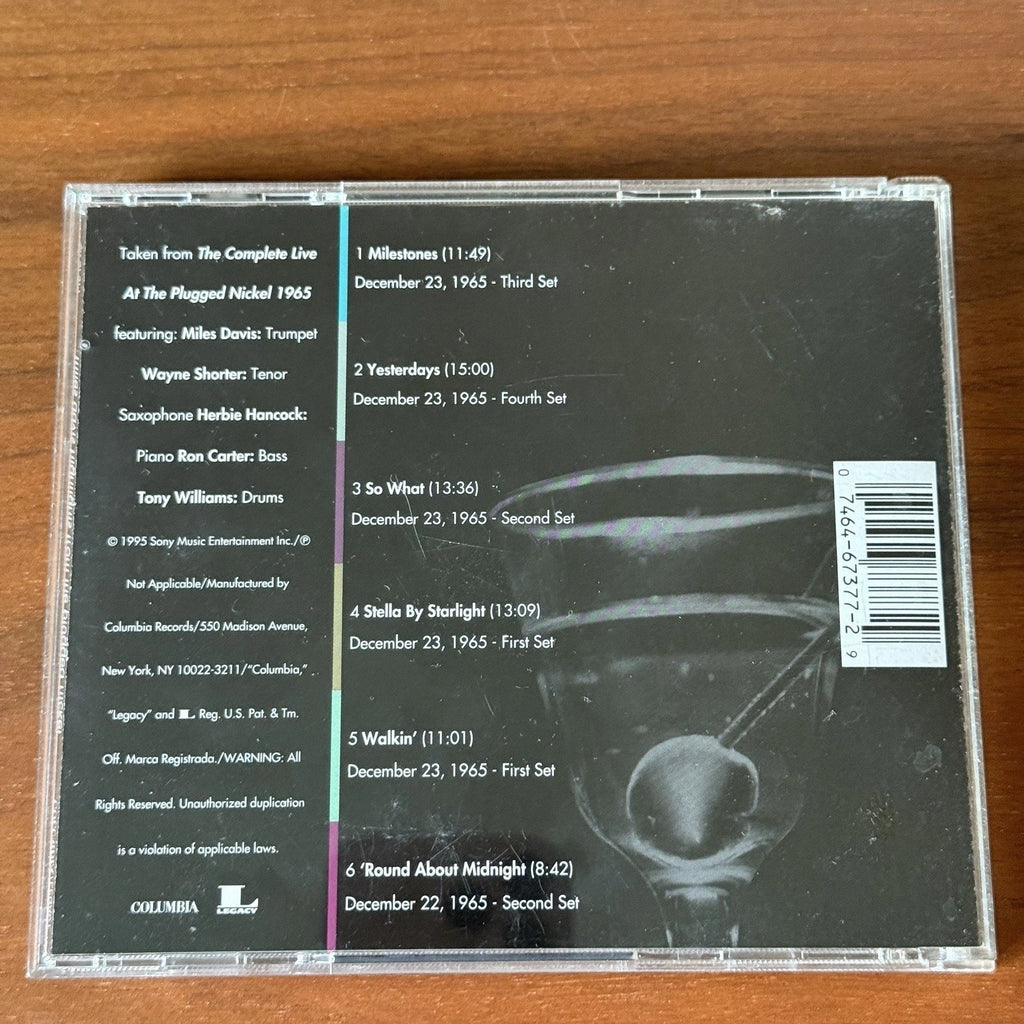 Taken from The Complete Live
At The Plugged Nickel 1965
featuring: Miles Davis: Trumpet
Wayne Shorter: Tenor
Saxophone Herbie Hancock:
Piano Ron Carter: Bass
Tony Williams: Drums
© 1995 Sony Music Entertainment Inc./℗
Not Applicable/Manufactured by
Columbia Records/550 Madison Avenue,
New York, NY 10022-3211/"Columbia,"
"Legacy" and L Reg. U.S. Pat. & Tm.
Off. Marca Registrada./WARNING: All
Rights Reserved. Unauthorized duplication
is a violation of applicable laws.
COLUMBIA
L LEGACY
1 Milestones (11:49)
December 23, 1965 - Third Set
2 Yesterdays (15:00)
December 23, 1965 - Fourth Set
3 So What (13:36)
December 23, 1965 - Second Set
4 Stella By Starlight (13:09)
December 23, 1965 - First Set
5 Walkin' (11:01)
December 23, 1965 - First Set
6 'Round About Midnight (8:42)
December 22, 1965 - Second Set
0 7464-67377-2 9